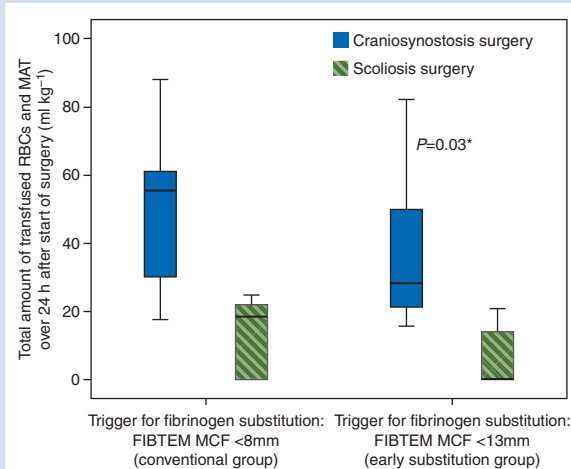 Total amount of transfused RBCs and MAT
over 24 h after start of surgery (ml kg⁻¹)
100
80
60
40
20
0
Craniosynostosis surgery
Scoliosis surgery
P=0.03*
Trigger for fibrinogen substitution:
FIBTEM MCF <8mm
(conventional group)
Trigger for fibrinogen substitution:
FIBTEM MCF <13mm
(early substitution group)